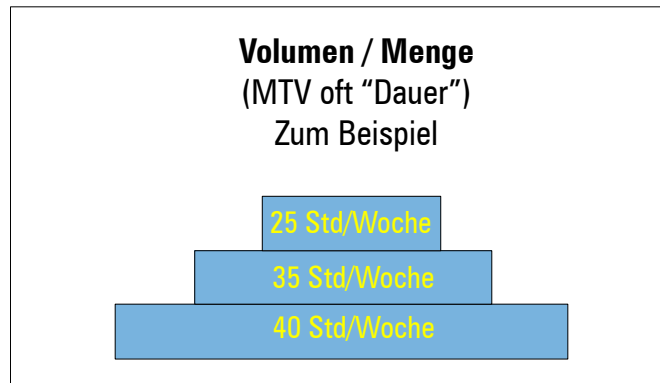 Volumen / Menge
(MTV oft “Dauer”)
Zum Beispiel
25 Std/Woche
35 Std/Woche
40 Std/Woche